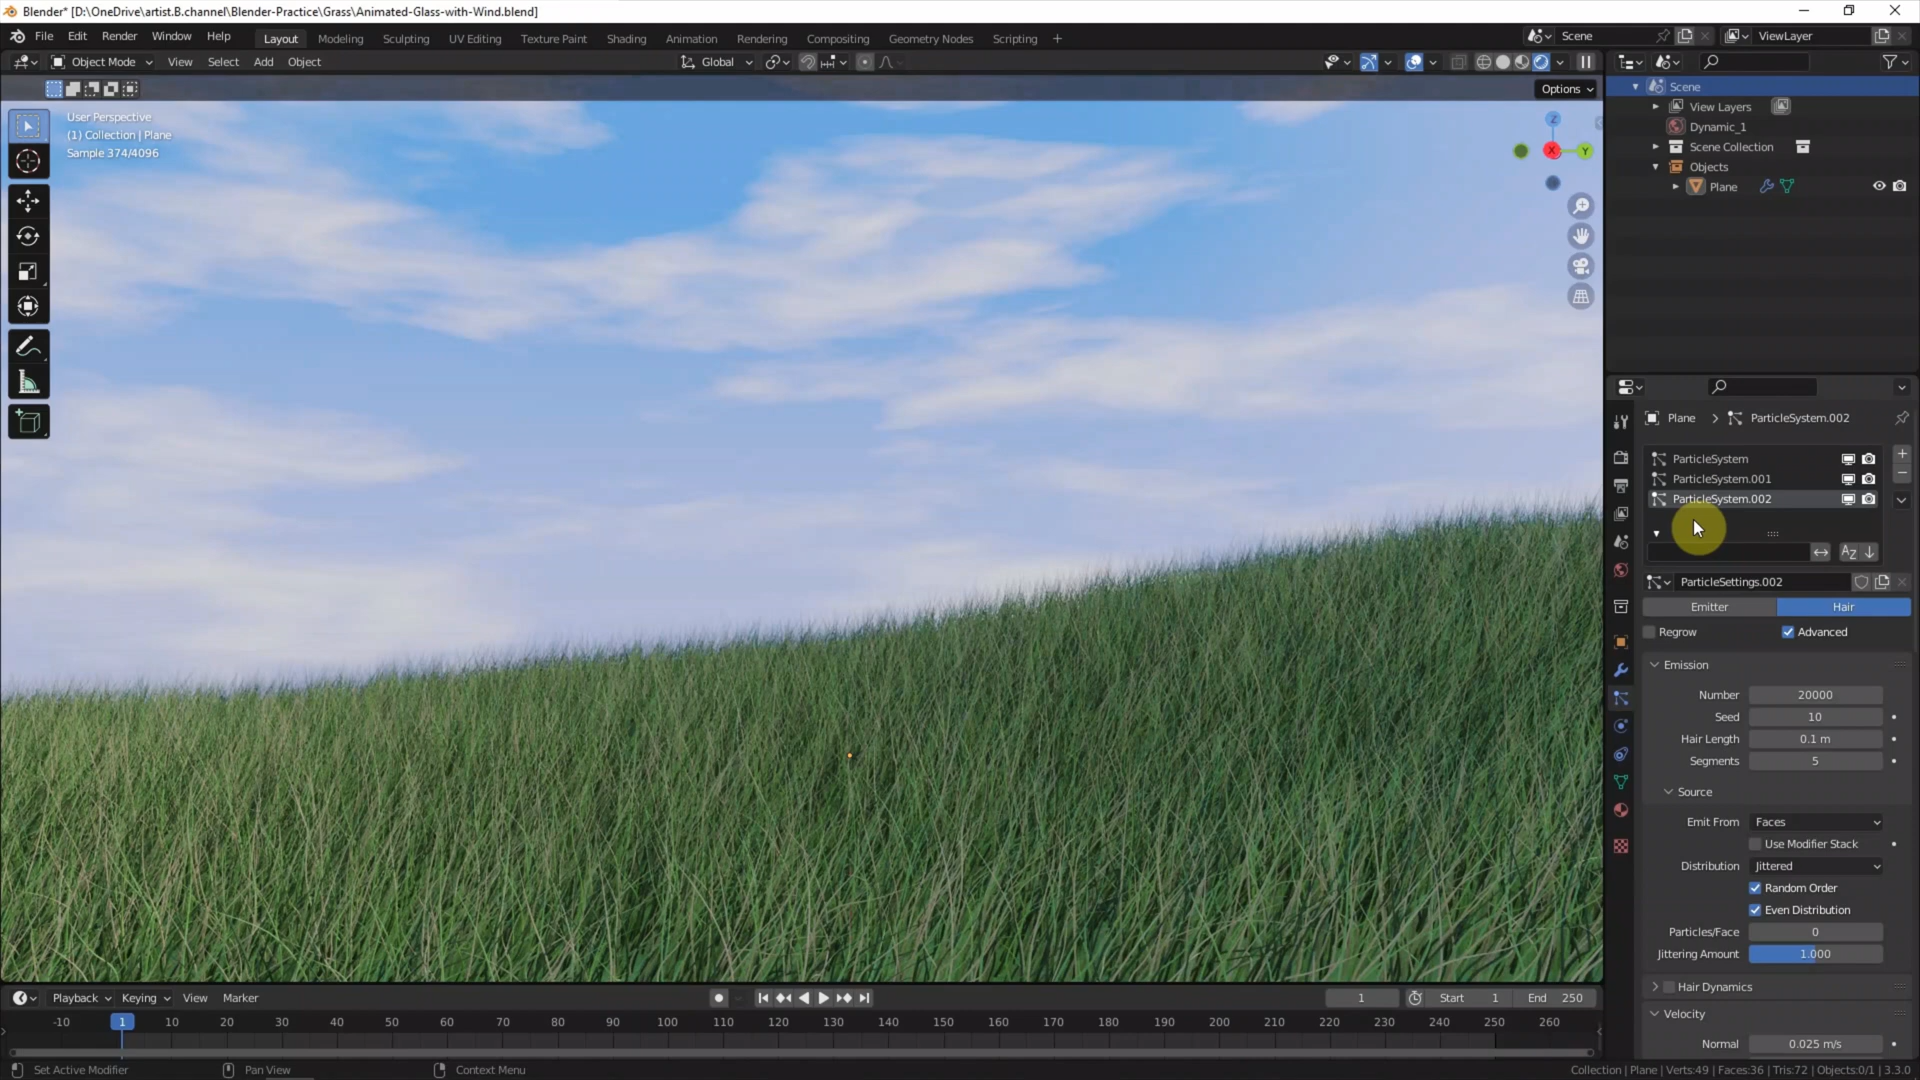 Blender* [D:\OneDrive\artist.B.channel\Blender-Practice\Grass\Animated-Glass-with-Wind.blend]
File Edit Render Window Help Layout Modeling Sculpting UV Editing Texture Paint Shading Animation Rendering Compositing Geometry Nodes Scripting + Scene ViewLayer
Object Mode View Select Add Object Global
Options
User Perspective
(1) Collection | Plane
Sample 374/4096
Z
X
Y
Scene
View Layers
Dynamic_1
Scene Collection
Objects
Plane
Plane > ParticleSystem.002
ParticleSystem
ParticleSystem.001
ParticleSystem.002
ParticleSettings.002
Emitter Hair
Regrow Advanced
Emission
Number 20000
Seed 10
Hair Length 0.1 m
Segments 5
Source
Emit From Faces
Use Modifier Stack
Distribution Jittered
Random Order
Even Distribution
Particles/Face 0
Jittering Amount 1.000
Hair Dynamics
Velocity
Normal 0.025 m/s
Playback Keying View Marker 1 Start 1 End 250
-10 1 10 20 30 40 50 60 70 80 90 100 110 120 130 140 150 160 170 180 190 200 210 220 230 240 250 260
Set Active Modifier Pan View Context Menu Collection | Plane | Verts:49 | Faces:36 | Tris:72 | Objects:0/1 | 3.3.0